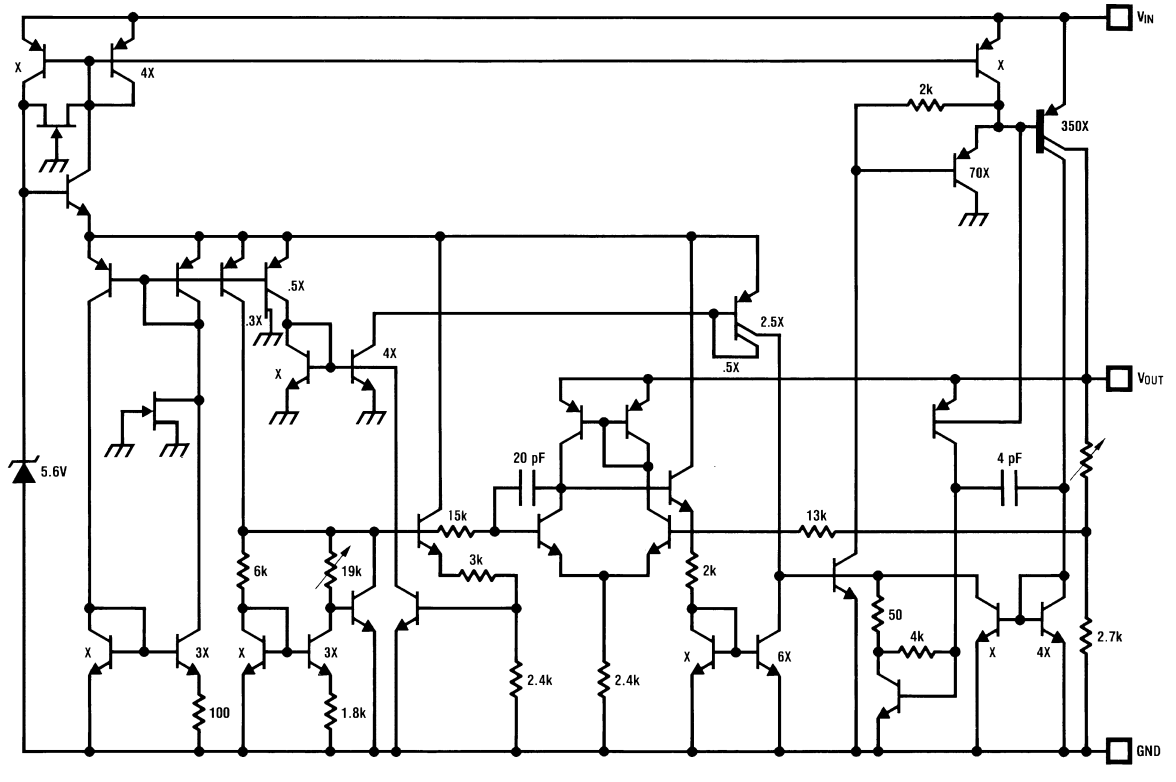 VIN
X
4X
X
2k
350X
70X
.5X
.3X
4X
2.5X
X
.5X
VOUT
5.6V
20 pF
4 pF
15k
13k
3k
6k
19k
2k
50
4k
X
3X
X
3X
X
6X
X
4X
2.7k
2.4k
2.4k
100
1.8k
GND